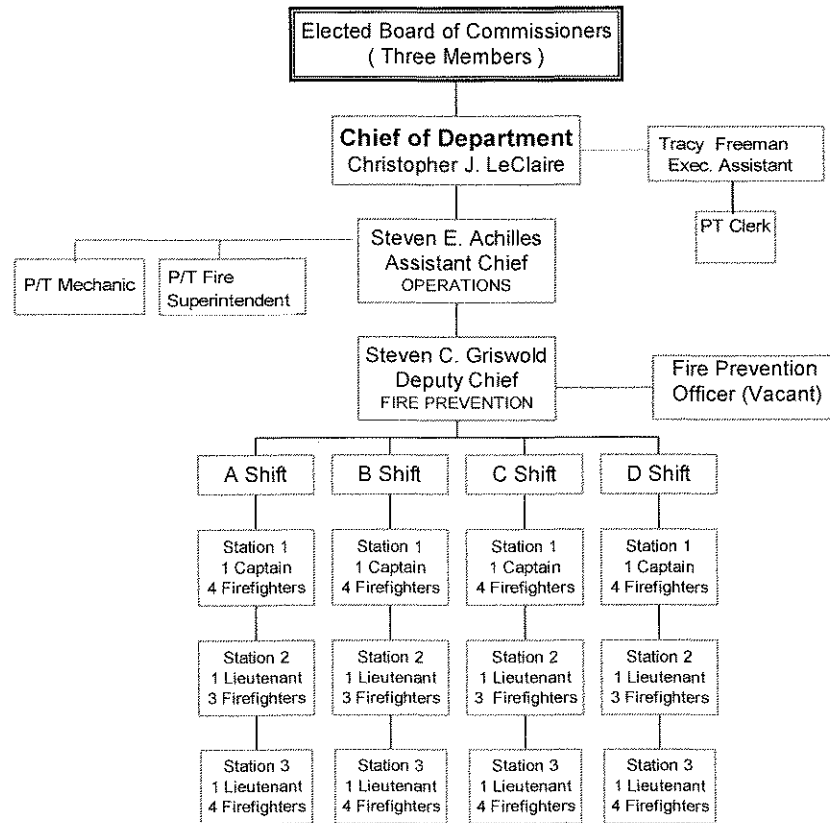 Elected Board of Commissioners
( Three Members )
Chief of Department
Christopher J. LeClaire
Tracy Freeman
Exec. Assistant
PT Clerk
Steven E. Achilles
Assistant Chief
OPERATIONS
P/T Mechanic
P/T Fire
Superintendent
Steven C. Griswold
Deputy Chief
FIRE PREVENTION
Fire Prevention
Officer (Vacant)
A Shift
B Shift
C Shift
D Shift
Station 1
1 Captain
4 Firefighters
Station 1
1 Captain
4 Firefighters
Station 1
1 Captain
4 Firefighters
Station 1
1 Captain
4 Firefighters
Station 2
1 Lieutenant
3 Firefighters
Station 2
1 Lieutenant
3 Firefighters
Station 2
1 Lieutenant
3 Firefighters
Station 2
1 Lieutenant
3 Firefighters
Station 3
1 Lieutenant
4 Firefighters
Station 3
1 Lieutenant
4 Firefighters
Station 3
1 Lieutenant
4 Firefighters
Station 3
1 Lieutenant
4 Firefighters